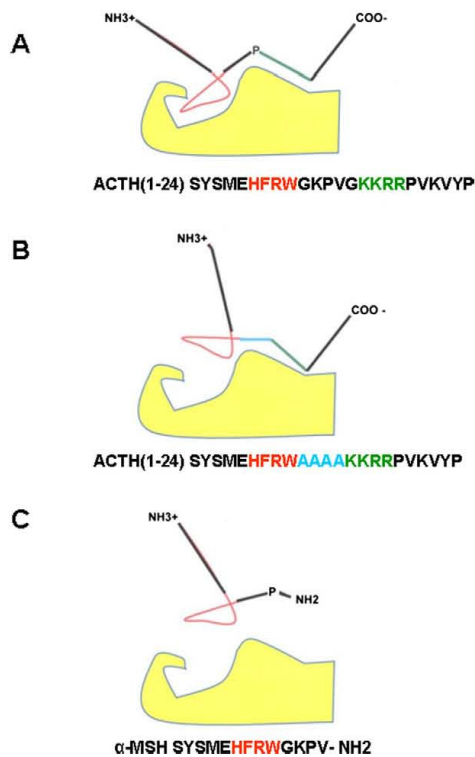 A
NH3+
COO-
P
ACTH(1-24) SYSMEHFRWGKPVGKKRRPVKVYP
B
NH3+
COO -
ACTH(1-24) SYSMEHFRWAAAAKKRRPVKVYP
C
NH3+
P
NH2
α-MSH SYSMEHFRWGKPV- NH2